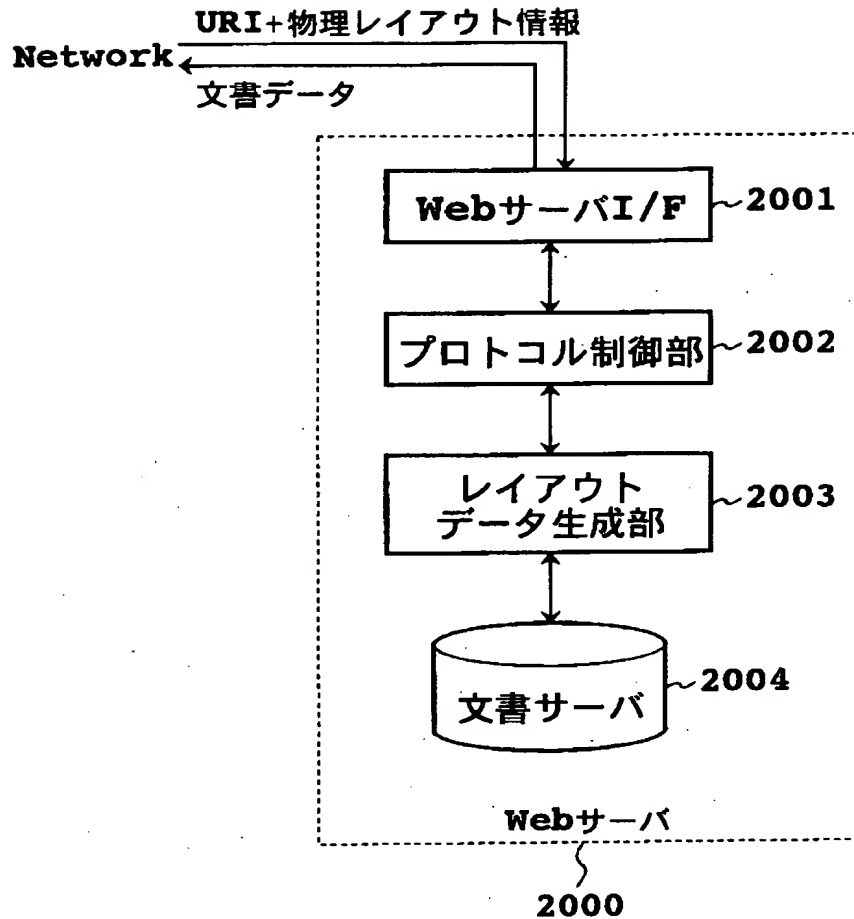 URI+物理レイアウト情報
Network
文書データ
WebサーバI/F
2001
プロトコル制御部
2002
レイアウト
データ生成部
2003
文書サーバ
2004
Webサーバ
2000